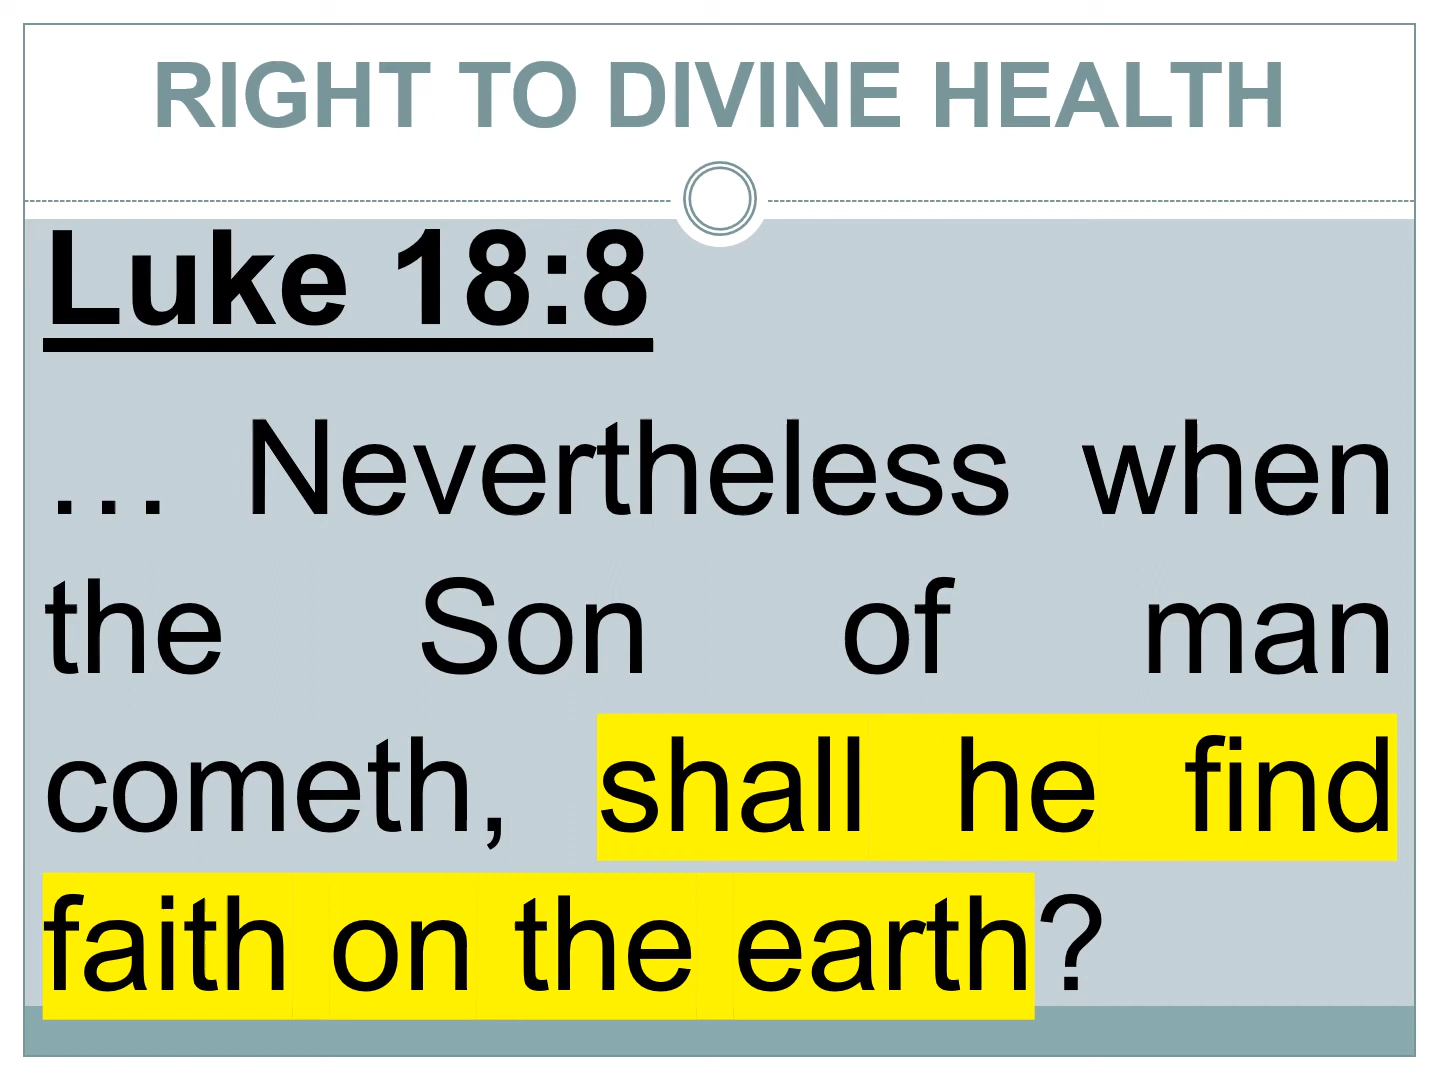 RIGHT TO DIVINE HEALTH
Luke 18:8
… Nevertheless when
the Son of man
cometh, shall he find
faith on the earth?